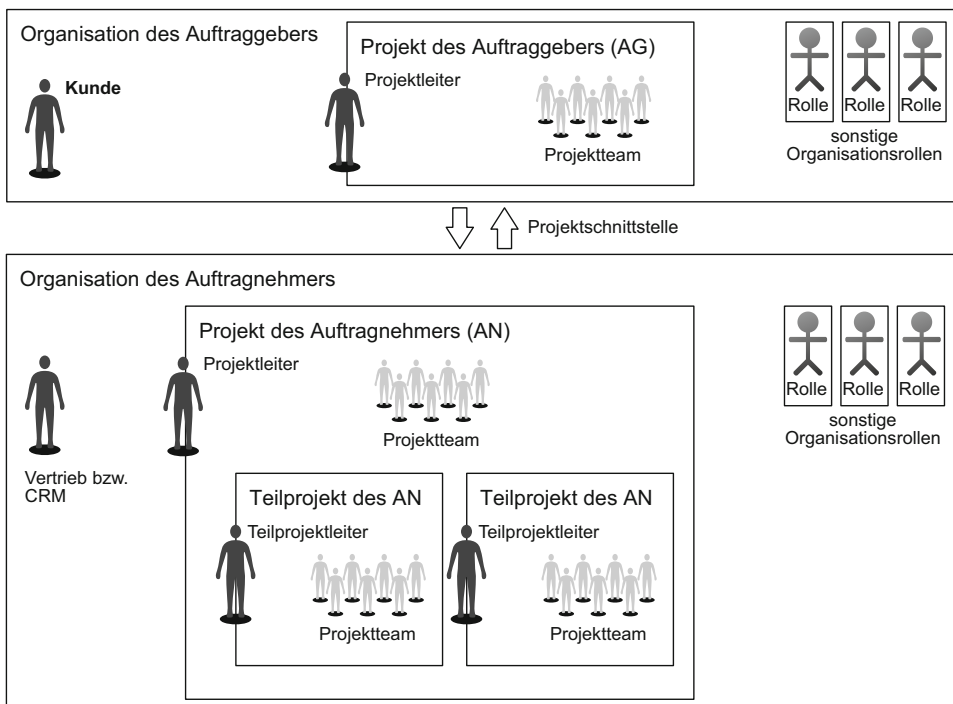 Organisation des Auftraggebers
Kunde
Projekt des Auftraggebers (AG)
Projektleiter
Projektteam
Rolle Rolle Rolle
sonstige
Organisationsrollen
Projektschnittstelle
Organisation des Auftragnehmers
Vertrieb bzw.
CRM
Projekt des Auftragnehmers (AN)
Projektleiter
Projektteam
Teilprojekt des AN
Teilprojektleiter
Projektteam
Teilprojekt des AN
Teilprojektleiter
Projektteam
Rolle Rolle Rolle
sonstige
Organisationsrollen